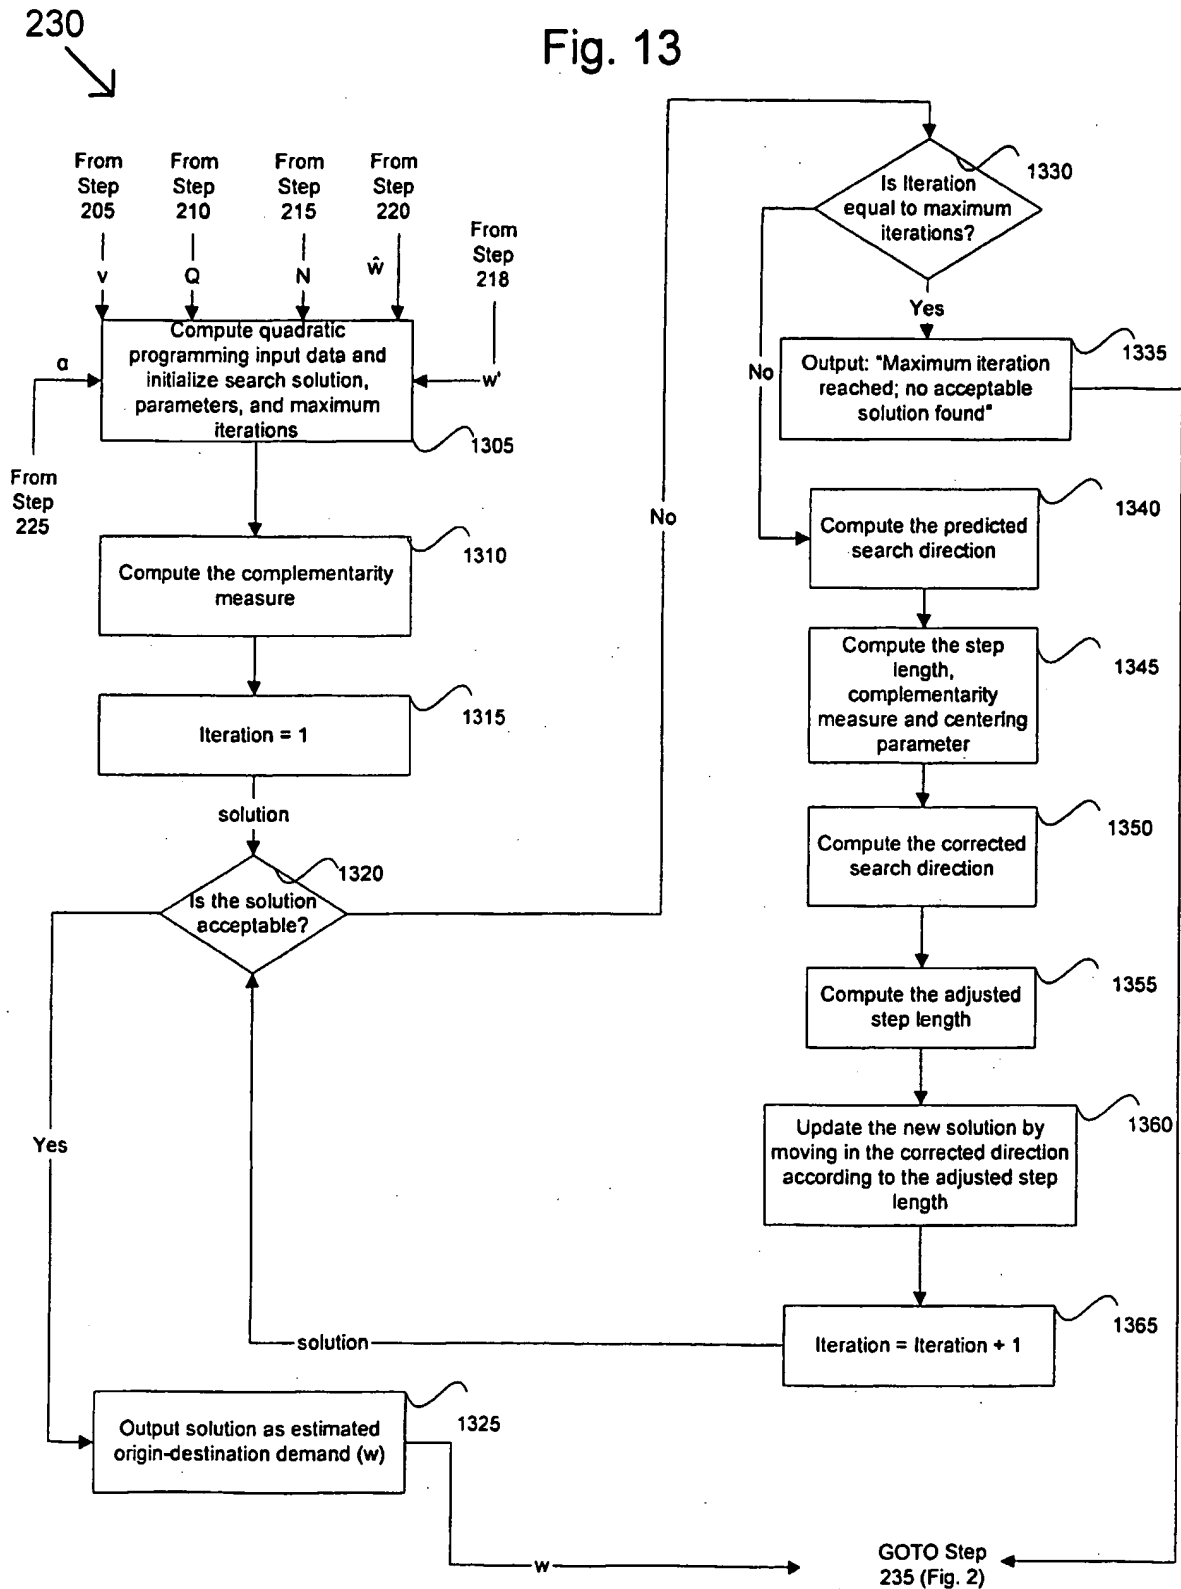 230
Fig. 13
From
Step
205
From
Step
210
From
Step
215
From
Step
220
From
Step
218
v
Q
N
ŵ
α
w'
Compute quadratic
programming input data and
initialize search solution,
parameters, and maximum
iterations
1305
From
Step
225
Compute the complementarity
measure
1310
Iteration = 1
1315
solution
Is the solution
acceptable?
1320
No
Yes
Output solution as estimated
origin-destination demand (w)
1325
w
Is Iteration
equal to maximum
iterations?
1330
Yes
No
Output: "Maximum iteration
reached; no acceptable
solution found"
1335
Compute the predicted
search direction
1340
Compute the step
length,
complementarity
measure and centering
parameter
1345
Compute the corrected
search direction
1350
Compute the adjusted
step length
1355
Update the new solution by
moving in the corrected direction
according to the adjusted step
length
1360
Iteration = Iteration + 1
1365
solution
GOTO Step
235 (Fig. 2)